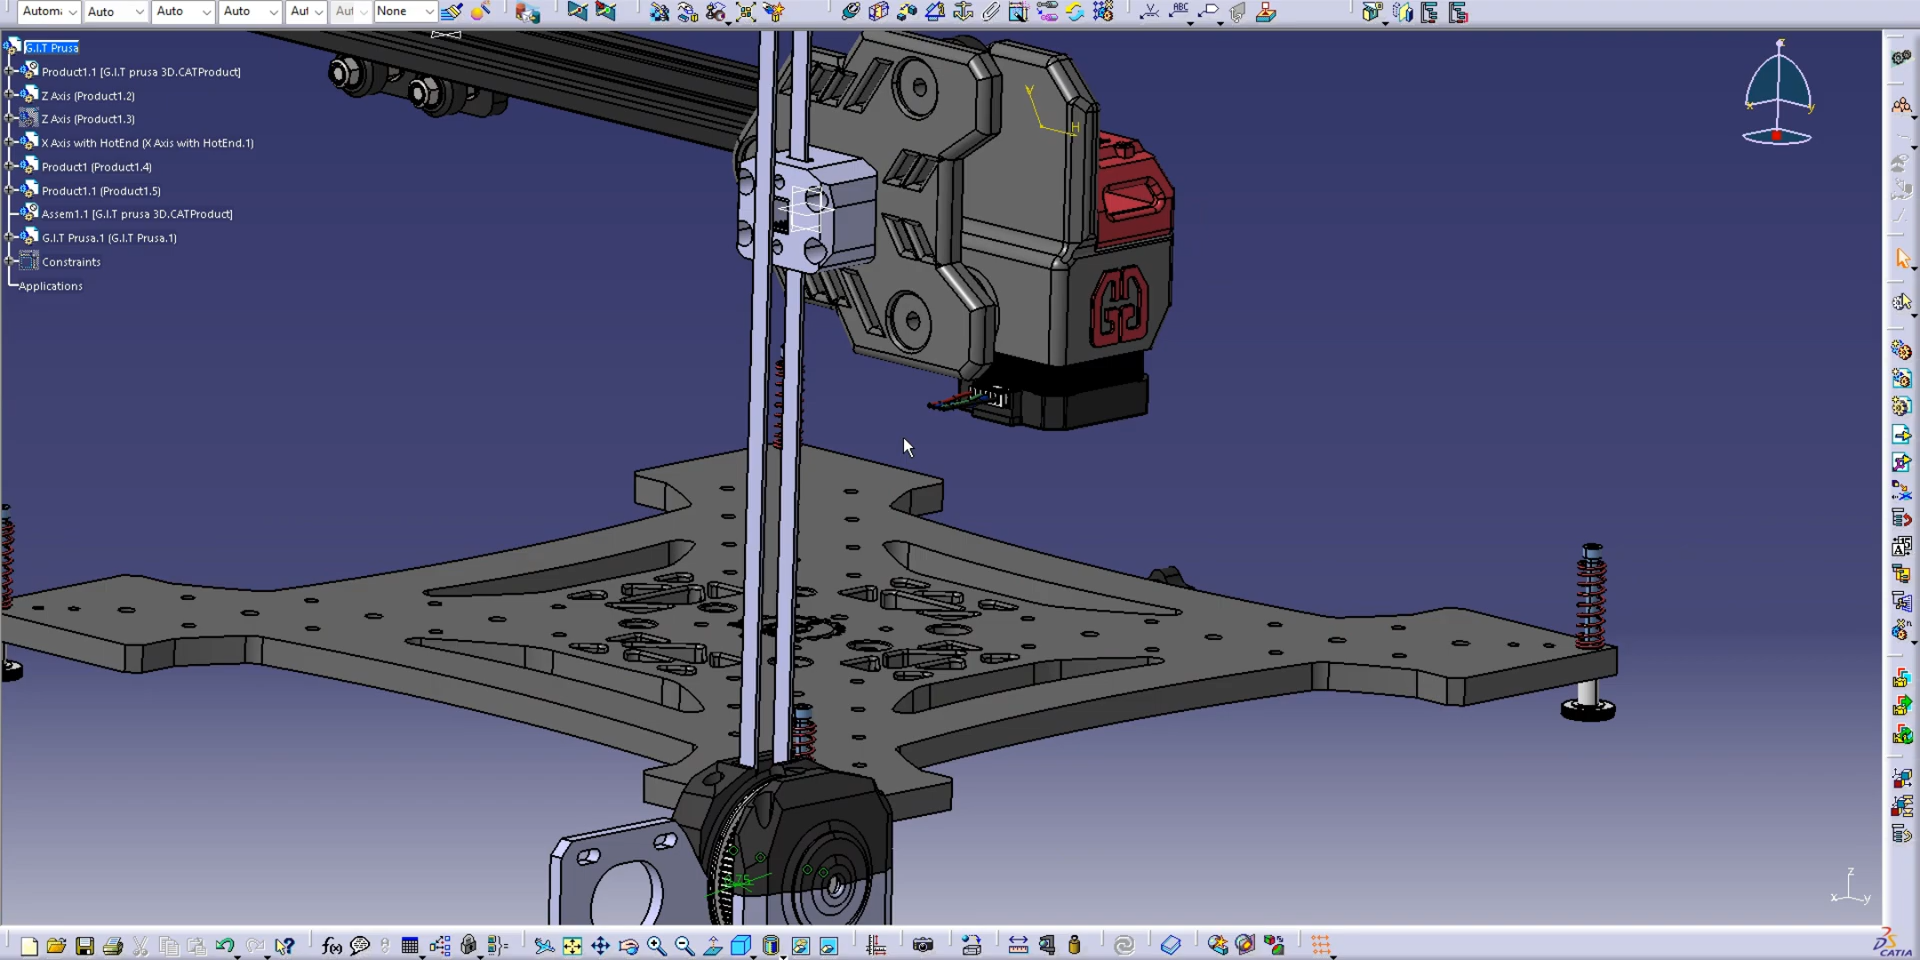 Autom Auto Auto Auto Aut Aut None
ABC
G.I.T Prusa
Product1.1 [G.I.T prusa 3D.CATProduct]
Z Axis (Product1.2)
Z Axis (Product1.3)
X Axis with HotEnd (X Axis with HotEnd.1)
Product1 (Product1.4)
Product1.1 (Product1.5)
Assem1.1 [G.I.T prusa 3D.CATProduct]
G.I.T Prusa.1 (G.I.T Prusa.1)
Constraints
Applications
z
x
y
V
H
z
x
y
f(x)
CATIA